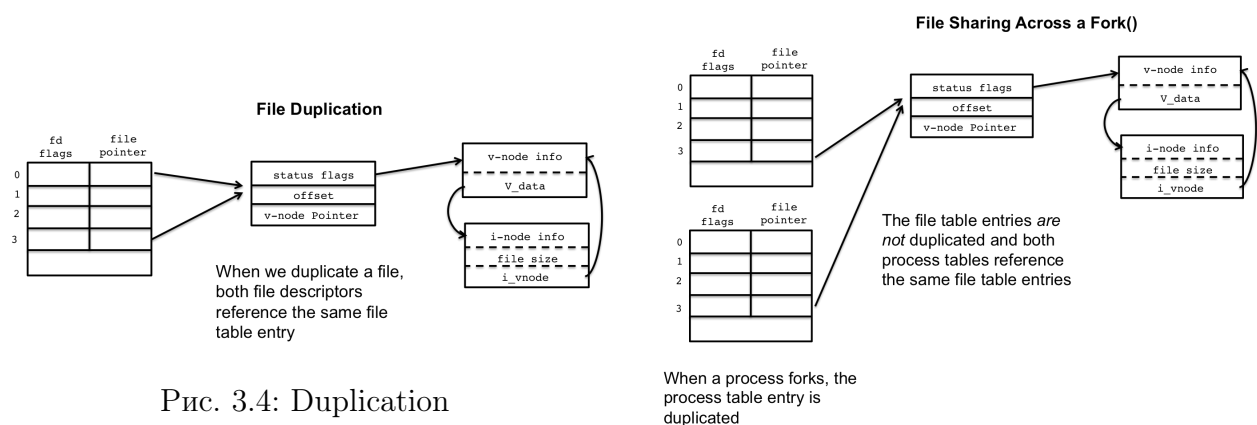 File Duplication
fd
flags
file
pointer
0
1
2
3
status flags
offset
v-node Pointer
v-node info
V_data
i-node info
file size
i_vnode
When we duplicate a file,
both file descriptors
reference the same file
table entry
Рис. 3.4: Duplication
File Sharing Across a Fork()
fd
flags
file
pointer
0
1
2
3
status flags
offset
v-node Pointer
v-node info
V_data
i-node info
file size
i_vnode
fd
flags
file
pointer
0
1
2
3
The file table entries are
not duplicated and both
process tables reference
the same file table entries
When a process forks, the
process table entry is
duplicated